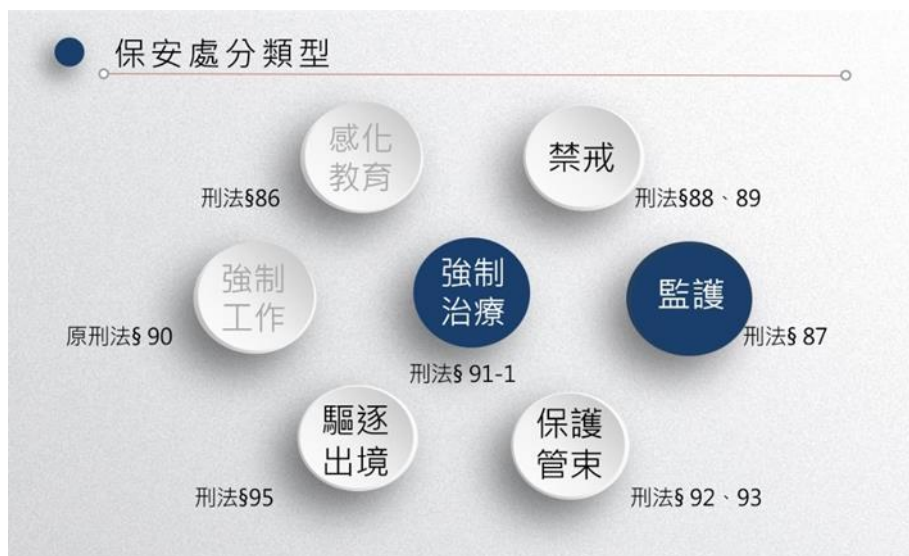 保安處分類型
感化
教育
刑法§86
禁戒
刑法§88、89
強制
工作
原刑法§ 90
強制
治療
刑法§ 91-1
監護
刑法§ 87
驅逐
出境
刑法§95
保護
管束
刑法§ 92、93